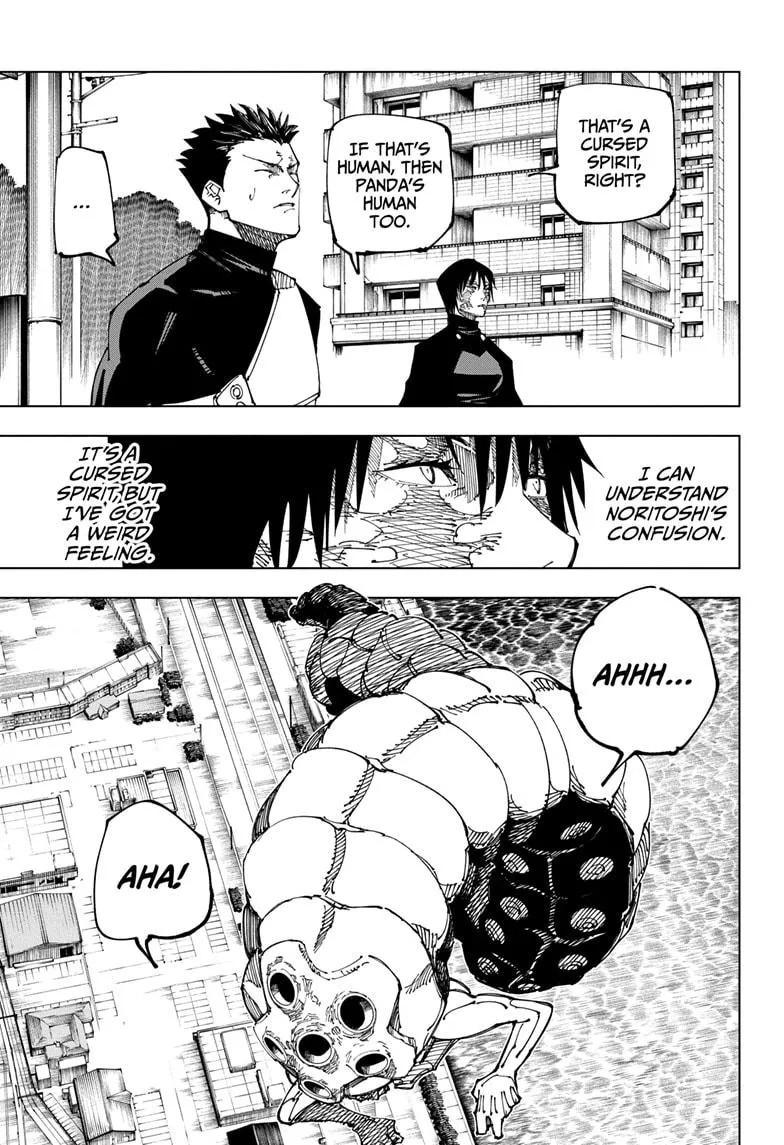 THAT'S A
CURSED
SPIRIT,
RIGHT?
IF THAT'S
HUMAN, THEN
PANDA'S
HUMAN
TOO.
...
I CAN
UNDERSTAND
NORITOSHI'S
CONFUSION.
IT'S A
CURSED
SPIRIT, BUT
I'VE GOT
A WEIRD
FEELING.
AHHH...
AHA!